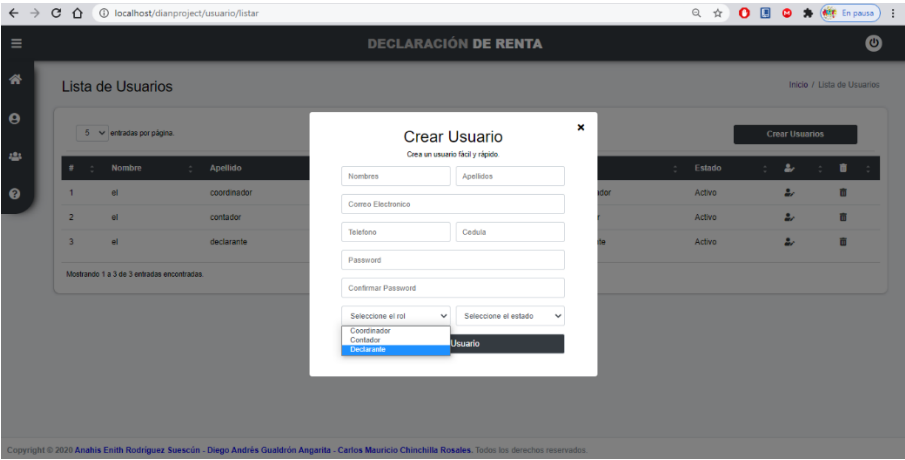 localhost/dianproject/usuario/listar
En pausa
DECLARACIÓN DE RENTA
Lista de Usuarios
Inicio / Lista de Usuarios
5 entradas por página.
Crear Usuarios
# Nombre Apellido Estado
1 el coordinador dor Activo
2 el contador r Activo
3 el declarante te Activo
Mostrando 1 a 3 de 3 entradas encontradas.
Crear Usuario
Crea un usuario fácil y rápido.
Nombres Apellidos
Correo Electronico
Telefono Cedula
Password
Confirmar Password
Seleccione el rol Seleccione el estado
Coordinador
Contador
Declarante
Usuario
Copyright © 2020 Anahis Enith Rodríguez Suescún - Diego Andrés Gualdrón Angarita - Carlos Mauricio Chinchilla Rosales. Todos los derechos reservados.